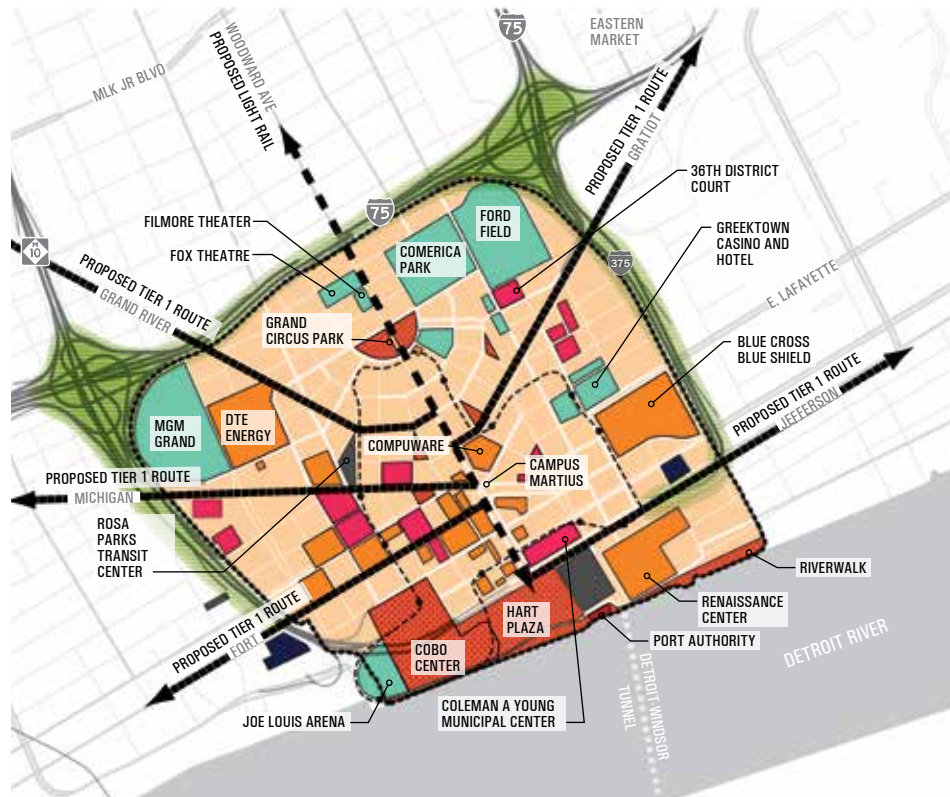 75
EASTERN
MARKET
WOODWARD AVE
PROPOSED LIGHT RAIL
MLK JR BLVD
PROPOSED TIER 1 ROUTE
GRATIOT
36TH DISTRICT
COURT
FILMORE THEATER
75
FORD
FIELD
GREEKTOWN
CASINO AND
HOTEL
FOX THEATRE
COMERICA
PARK
M
10
375
PROPOSED TIER 1 ROUTE
GRAND RIVER
E. LAFAYETTE
GRAND
CIRCUS PARK
BLUE CROSS
BLUE SHIELD
PROPOSED TIER 1 ROUTE
JEFFERSON
MGM
GRAND
DTE
ENERGY
COMPUWARE
PROPOSED TIER 1 ROUTE
MICHIGAN
CAMPUS
MARTIUS
ROSA
PARKS
TRANSIT
CENTER
RIVERWALK
RENAISSANCE
CENTER
PROPOSED TIER 1 ROUTE
FORT
HART
PLAZA
PORT AUTHORITY
COBO
CENTER
DETROIT RIVER
DETROIT-WINDSOR
TUNNEL
JOE LOUIS ARENA
COLEMAN A YOUNG
MUNICIPAL CENTER